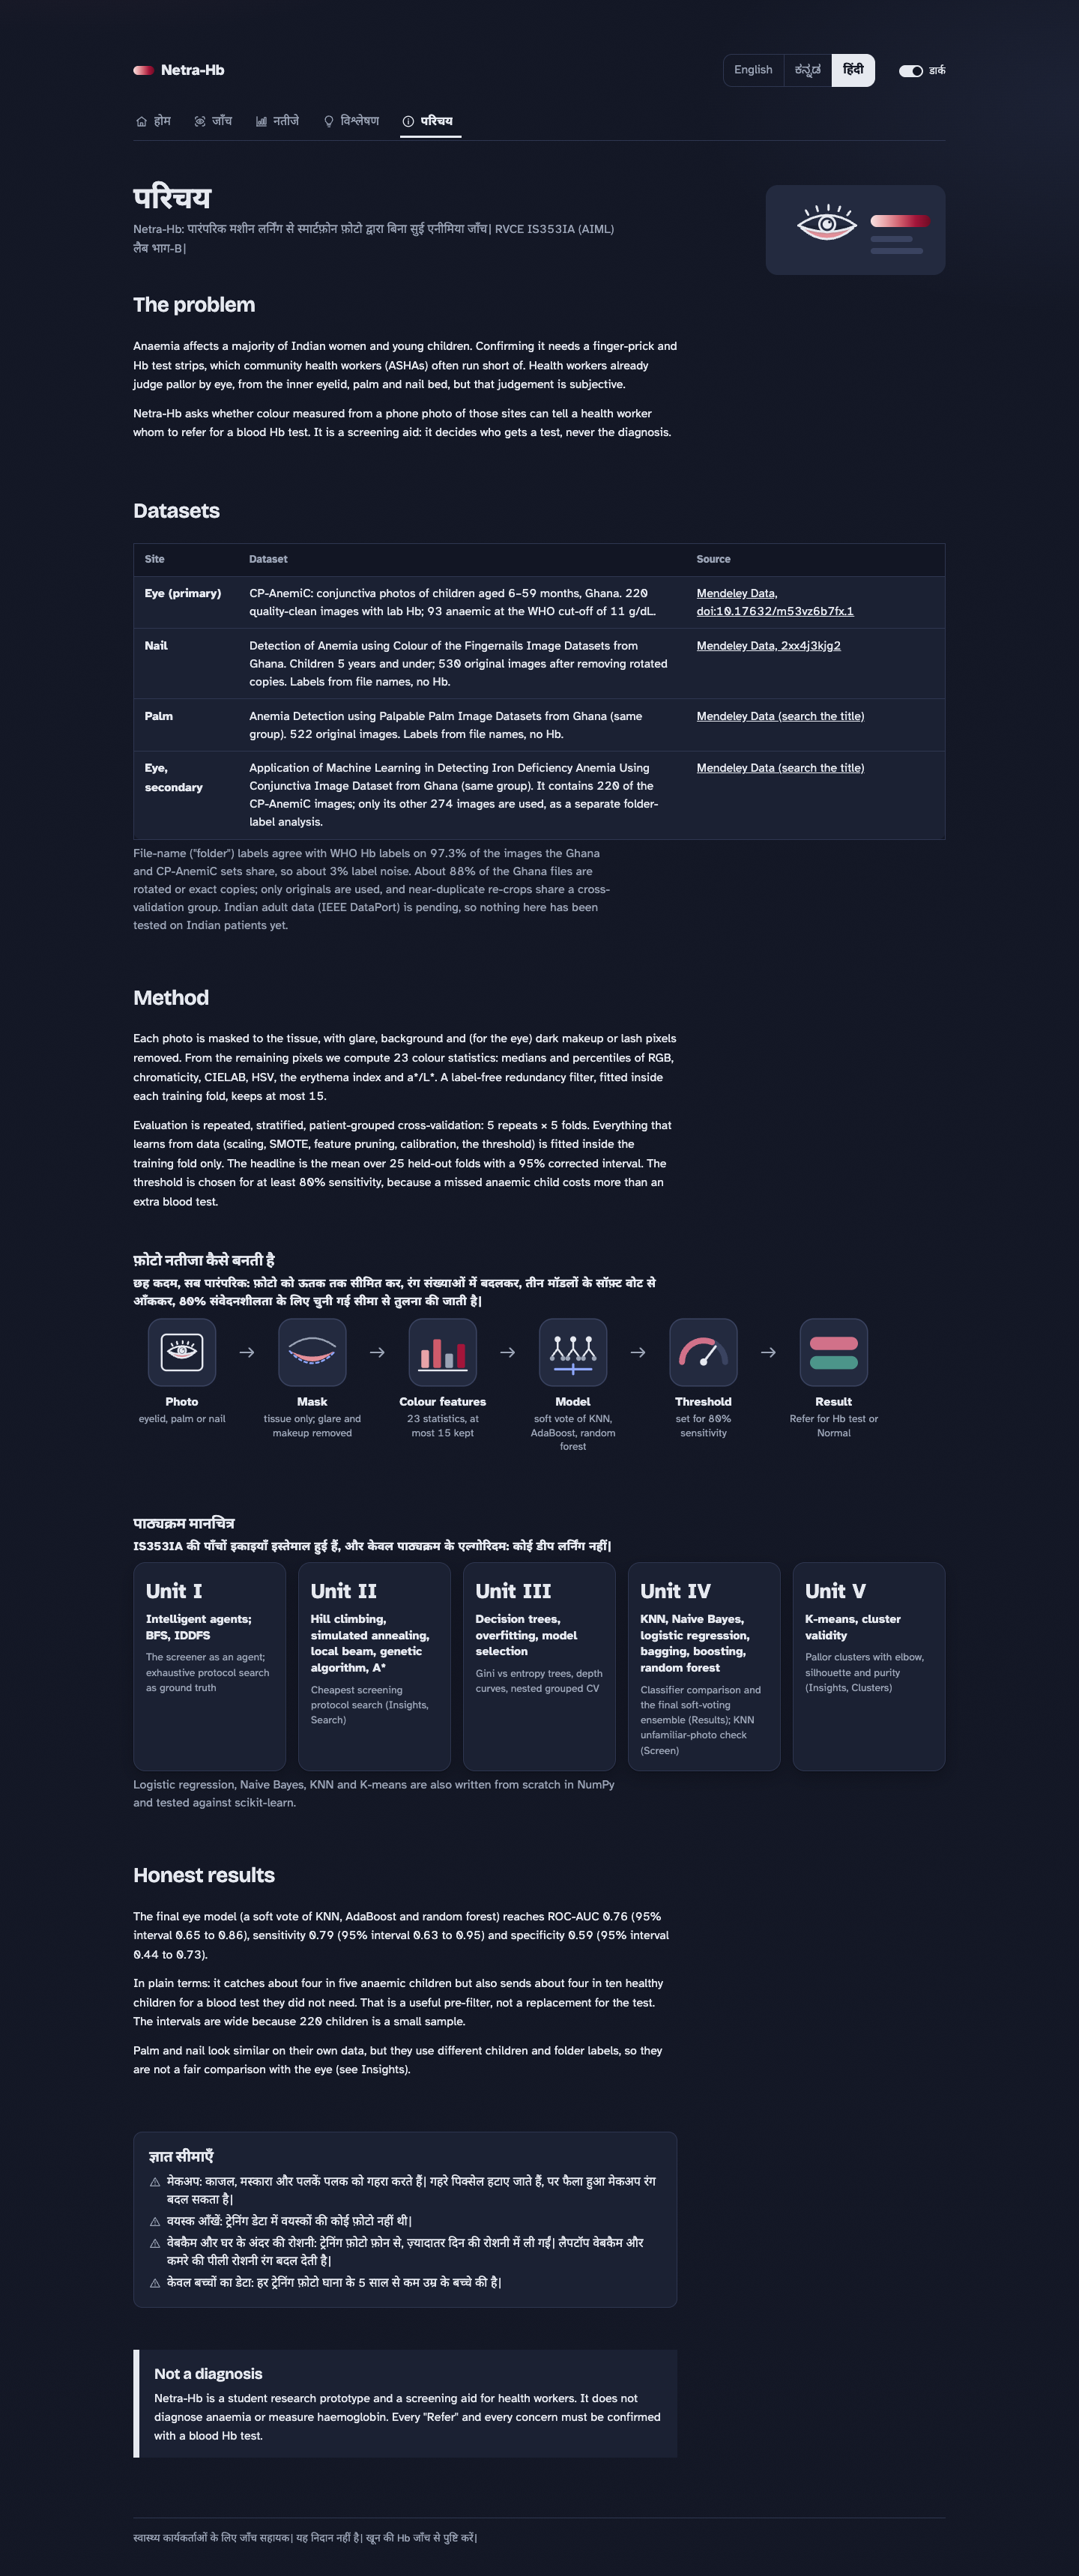 Netra-Hb
English ಕನ್ನಡ हिंदी डार्क
होम जाँच नतीजे विश्लेषण परिचय
परिचय
Netra-Hb: पारंपरिक मशीन लर्निंग से स्मार्टफ़ोन फ़ोटो द्वारा बिना सुई एनीमिया जाँच| RVCE IS353IA (AIML)
लैब भाग-B|
The problem
Anaemia affects a majority of Indian women and young children. Confirming it needs a finger-prick and
Hb test strips, which community health workers (ASHAs) often run short of. Health workers already
judge pallor by eye, from the inner eyelid, palm and nail bed, but that judgement is subjective.
Netra-Hb asks whether colour measured from a phone photo of those sites can tell a health worker
whom to refer for a blood Hb test. It is a screening aid: it decides who gets a test, never the diagnosis.
Datasets
Site Dataset Source
Eye (primary) CP-AnemiC: conjunctiva photos of children aged 6–59 months, Ghana. 220 Mendeley Data,
quality-clean images with lab Hb; 93 anaemic at the WHO cut-off of 11 g/dL. doi:10.17632/m53vz6b7fx.1
Nail Detection of Anemia using Colour of the Fingernails Image Datasets from Mendeley Data, 2xx4j3kjg2
Ghana. Children 5 years and under; 530 original images after removing rotated
copies. Labels from file names, no Hb.
Palm Anemia Detection using Palpable Palm Image Datasets from Ghana (same Mendeley Data (search the title)
group). 522 original images. Labels from file names, no Hb.
Eye, Application of Machine Learning in Detecting Iron Deficiency Anemia Using Mendeley Data (search the title)
secondary Conjunctiva Image Dataset from Ghana (same group). It contains 220 of the
CP-AnemiC images; only its other 274 images are used, as a separate folder-
label analysis.
File-name ("folder") labels agree with WHO Hb labels on 97.3% of the images the Ghana
and CP-AnemiC sets share, so about 3% label noise. About 88% of the Ghana files are
rotated or exact copies; only originals are used, and near-duplicate re-crops share a cross-
validation group. Indian adult data (IEEE DataPort) is pending, so nothing here has been
tested on Indian patients yet.
Method
Each photo is masked to the tissue, with glare, background and (for the eye) dark makeup or lash pixels
removed. From the remaining pixels we compute 23 colour statistics: medians and percentiles of RGB,
chromaticity, CIELAB, HSV, the erythema index and a*/L*. A label-free redundancy filter, fitted inside
each training fold, keeps at most 15.
Evaluation is repeated, stratified, patient-grouped cross-validation: 5 repeats × 5 folds. Everything that
learns from data (scaling, SMOTE, feature pruning, calibration, the threshold) is fitted inside the
training fold only. The headline is the mean over 25 held-out folds with a 95% corrected interval. The
threshold is chosen for at least 80% sensitivity, because a missed anaemic child costs more than an
extra blood test.
फ़ोटो नतीजा कैसे बनती है
छह कदम, सब पारंपरिक: फ़ोटो को ऊतक तक सीमित कर, रंग संख्याओं में बदलकर, तीन मॉडलों के सॉफ़्ट वोट से
आँककर, 80% संवेदनशीलता के लिए चुनी गई सीमा से तुलना की जाती है|
Photo Mask Colour features Model Threshold Result
eyelid, palm or nail tissue only; glare and 23 statistics, at soft vote of KNN, set for 80% Refer for Hb test or
makeup removed most 15 kept AdaBoost, random sensitivity Normal
forest
पाठ्यक्रम मानचित्र
IS353IA की पाँचों इकाइयाँ इस्तेमाल हुई हैं, और केवल पाठ्यक्रम के एल्गोरिदम: कोई डीप लर्निंग नहीं|
Unit I
Intelligent agents;
BFS, IDDFS
The screener as an agent;
exhaustive protocol search
as ground truth
Unit II
Hill climbing,
simulated annealing,
local beam, genetic
algorithm, A*
Cheapest screening
protocol search (Insights,
Search)
Unit III
Decision trees,
overfitting, model
selection
Gini vs entropy trees, depth
curves, nested grouped CV
Unit IV
KNN, Naive Bayes,
logistic regression,
bagging, boosting,
random forest
Classifier comparison and
the final soft-voting
ensemble (Results); KNN
unfamiliar-photo check
(Screen)
Unit V
K-means, cluster
validity
Pallor clusters with elbow,
silhouette and purity
(Insights, Clusters)
Logistic regression, Naive Bayes, KNN and K-means are also written from scratch in NumPy
and tested against scikit-learn.
Honest results
The final eye model (a soft vote of KNN, AdaBoost and random forest) reaches ROC-AUC 0.76 (95%
interval 0.65 to 0.86), sensitivity 0.79 (95% interval 0.63 to 0.95) and specificity 0.59 (95% interval
0.44 to 0.73).
In plain terms: it catches about four in five anaemic children but also sends about four in ten healthy
children for a blood test they did not need. That is a useful pre-filter, not a replacement for the test.
The intervals are wide because 220 children is a small sample.
Palm and nail look similar on their own data, but they use different children and folder labels, so they
are not a fair comparison with the eye (see Insights).
ज्ञात सीमाएँ
मेकअप: काजल, मस्कारा और पलकें पलक को गहरा करते हैं| गहरे पिक्सेल हटाए जाते हैं, पर फैला हुआ मेकअप रंग
बदल सकता है|
वयस्क आँखें: ट्रेनिंग डेटा में वयस्कों की कोई फ़ोटो नहीं थी|
वेबकैम और घर के अंदर की रोशनी: ट्रेनिंग फ़ोटो फ़ोन से, ज़्यादातर दिन की रोशनी में ली गईं| लैपटॉप वेबकैम और
कमरे की पीली रोशनी रंग बदल देती है|
केवल बच्चों का डेटा: हर ट्रेनिंग फ़ोटो घाना के 5 साल से कम उम्र के बच्चे की है|
Not a diagnosis
Netra-Hb is a student research prototype and a screening aid for health workers. It does not
diagnose anaemia or measure haemoglobin. Every "Refer" and every concern must be confirmed
with a blood Hb test.
स्वास्थ्य कार्यकर्ताओं के लिए जाँच सहायक| यह निदान नहीं है| खून की Hb जाँच से पुष्टि करें|